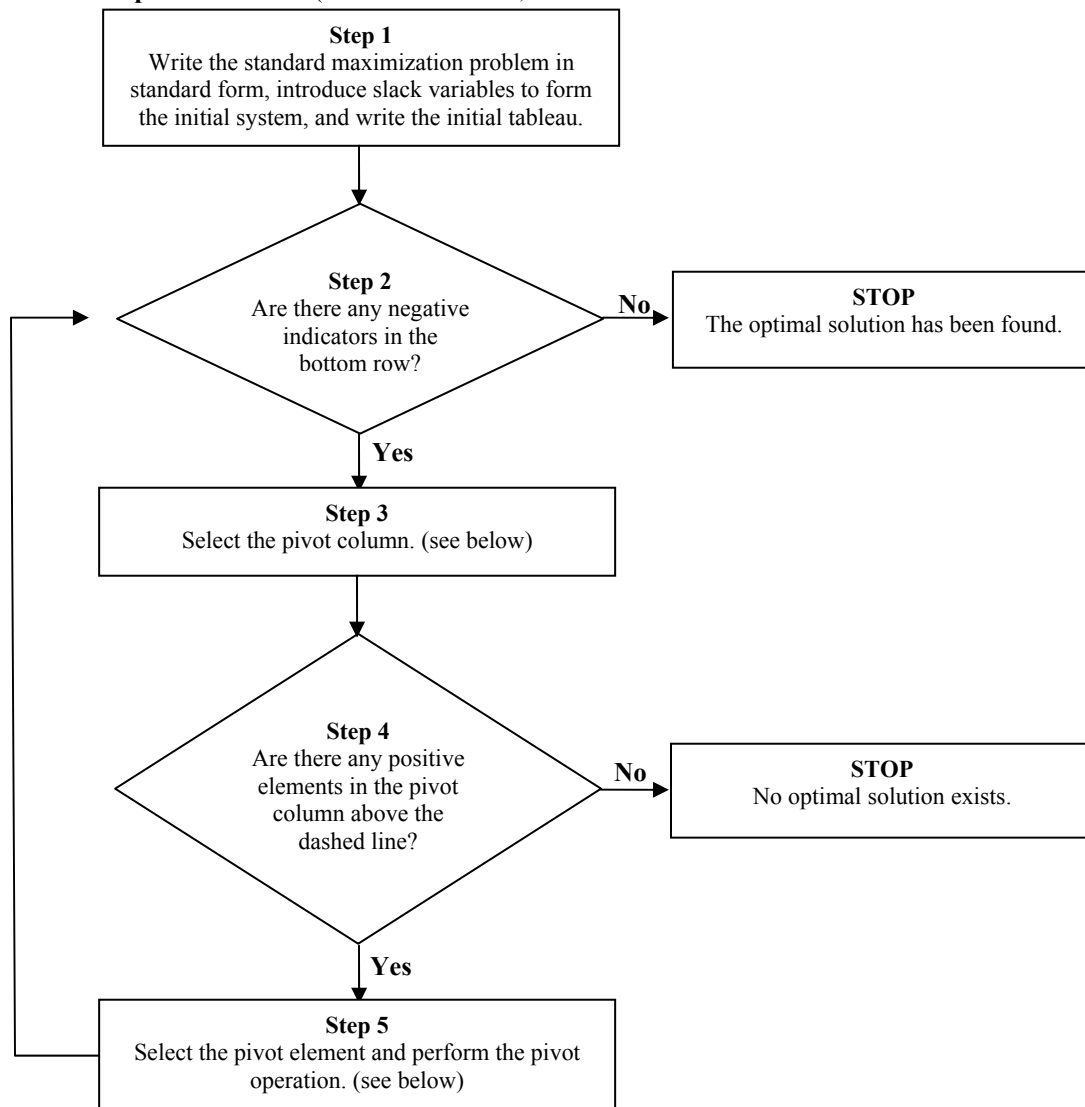 Step 1
Write the standard maximization problem in
standard form, introduce slack variables to form
the initial system, and write the initial tableau.
Step 2
Are there any negative
indicators in the
bottom row?
No
STOP
The optimal solution has been found.
Yes
Step 3
Select the pivot column. (see below)
Step 4
Are there any positive
elements in the pivot
column above the
dashed line?
No
STOP
No optimal solution exists.
Yes
Step 5
Select the pivot element and perform the pivot
operation. (see below)